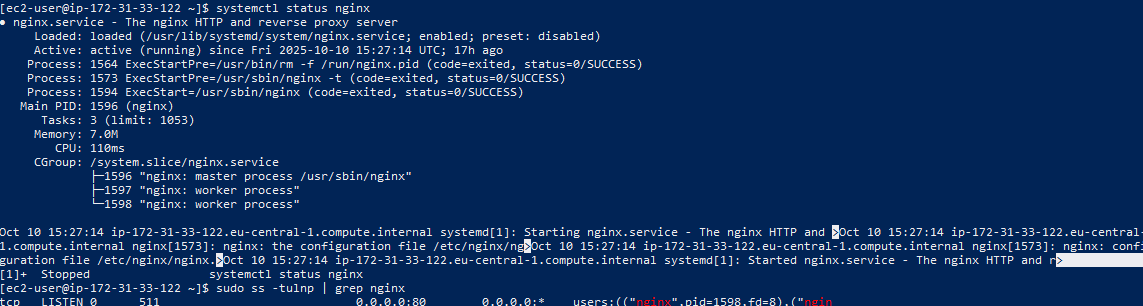 [ec2-user@ip-172-31-33-122 ~]$ systemctl status nginx
● nginx.service - The nginx HTTP and reverse proxy server
Loaded: loaded (/usr/lib/systemd/system/nginx.service; enabled; preset: disabled)
Active: active (running) since Fri 2025-10-10 15:27:14 UTC; 17h ago
Process: 1564 ExecStartPre=/usr/bin/rm -f /run/nginx.pid (code=exited, status=0/SUCCESS)
Process: 1573 ExecStartPre=/usr/sbin/nginx -t (code=exited, status=0/SUCCESS)
Process: 1594 ExecStart=/usr/sbin/nginx (code=exited, status=0/SUCCESS)
Main PID: 1596 (nginx)
Tasks: 3 (limit: 1053)
Memory: 7.0M
CPU: 110ms
CGroup: /system.slice/nginx.service
├─1596 "nginx: master process /usr/sbin/nginx"
├─1597 "nginx: worker process"
└─1598 "nginx: worker process"
Oct 10 15:27:14 ip-172-31-33-122.eu-central-1.compute.internal systemd[1]: Starting nginx.service - The nginx HTTP and >Oct 10 15:27:14 ip-172-31-33-122.eu-central-
1.compute.internal nginx[1573]: nginx: the configuration file /etc/nginx/ng>Oct 10 15:27:14 ip-172-31-33-122.eu-central-1.compute.internal nginx[1573]: nginx: confi
guration file /etc/nginx/nginx.>Oct 10 15:27:14 ip-172-31-33-122.eu-central-1.compute.internal systemd[1]: Started nginx.service - The nginx HTTP and r>
[1]+  Stopped                 systemctl status nginx
[ec2-user@ip-172-31-33-122 ~]$ sudo ss -tulnp | grep nginx
tcp   LISTEN 0      511          0.0.0.0:80        0.0.0.0:*    users:(("nginx",pid=1598,fd=8),("ngin